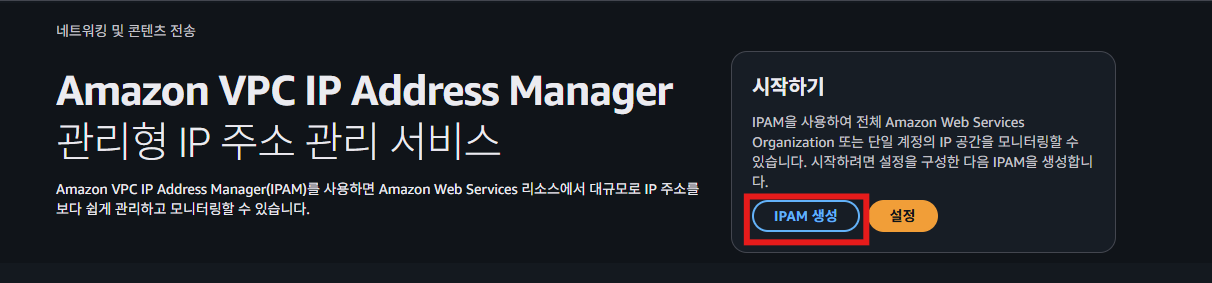 네트워킹 및 콘텐츠 전송
Amazon VPC IP Address Manager
관리형 IP 주소 관리 서비스
Amazon VPC IP Address Manager(IPAM)를 사용하면 Amazon Web Services 리소스에서 대규모로 IP 주소를
보다 쉽게 관리하고 모니터링할 수 있습니다.
시작하기
IPAM을 사용하여 전체 Amazon Web Services
Organization 또는 단일 계정의 IP 공간을 모니터링할 수
있습니다. 시작하려면 설정을 구성한 다음 IPAM을 생성합니
다.
IPAM 생성
설정